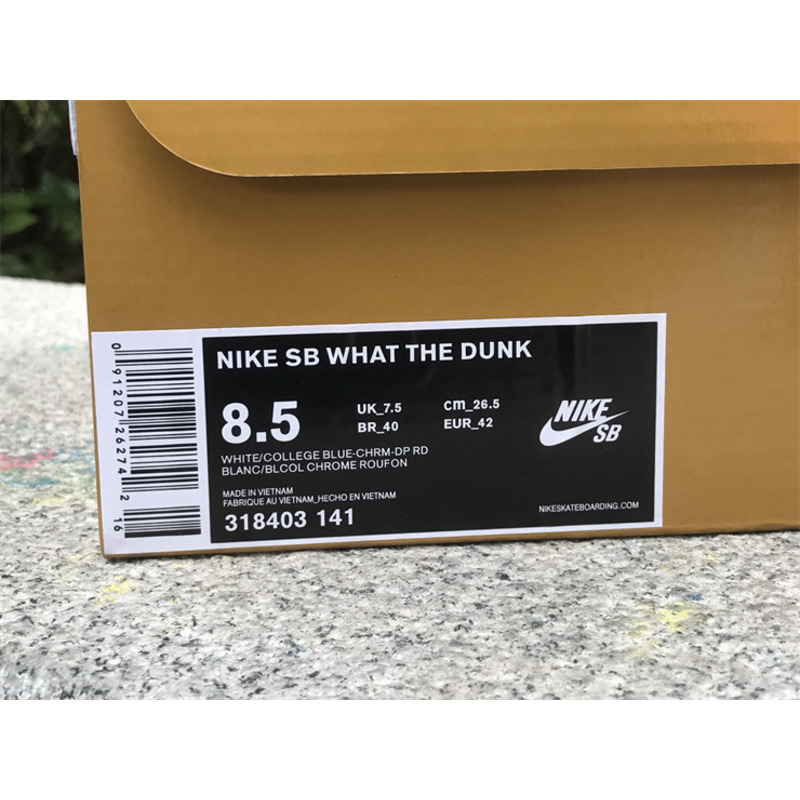 NIKE SB WHAT THE DUNK
8.5
UK_7.5 cm_26.5
BR_40 EUR_42
WHITE/COLLEGE BLUE-CHRM-DP RD
BLANC/BLCOL CHROME ROUFON
NIKE
SB
MADE IN VIETNAM
FABRIQUE AU VIETNAM_HECHO EN VIETNAM
318403 141
NIKESKATEBOARDING.COM
0 91207 26274 2 16